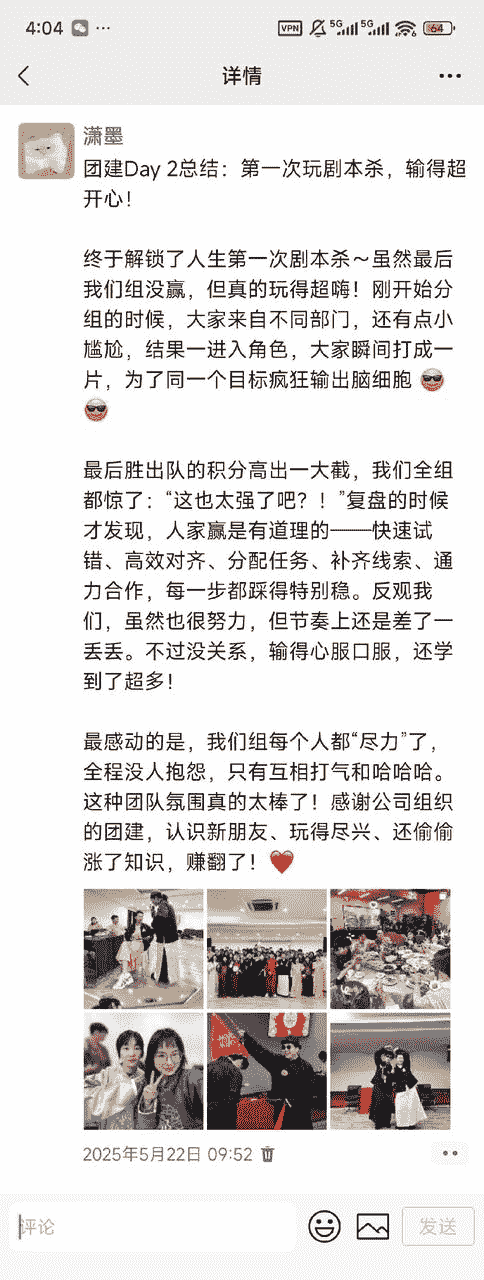 4:04
VPN 5G 5G 64
详情
潇墨
团建Day 2总结：第一次玩剧本杀，输得超
开心！
终于解锁了人生第一次剧本杀～虽然最后
我们组没赢，但真的玩得超嗨！刚开始分
组的时候，大家来自不同部门，还有点小
尴尬，结果一进入角色，大家瞬间打成一
片，为了同一个目标疯狂输出脑细胞 😎
😎
最后胜出队的积分高出一大截，我们全组
都惊了：“这也太强了吧？！”复盘的时候
才发现，人家赢是有道理的——快速试
错、高效对齐、分配任务、补齐线索、通
力合作，每一步都踩得特别稳。反观我
们，虽然也很努力，但节奏上还是差了一
丢丢。不过没关系，输得心服口服，还学
到了超多！
最感动的是，我们组每个人都“尽力”了，
全程没人抱怨，只有互相打气和哈哈哈。
这种团队氛围真的太棒了！感谢公司组织
的团建，认识新朋友、玩得尽兴、还偷偷
涨了知识，赚翻了！❤️
2025年5月22日 09:52
评论
发送